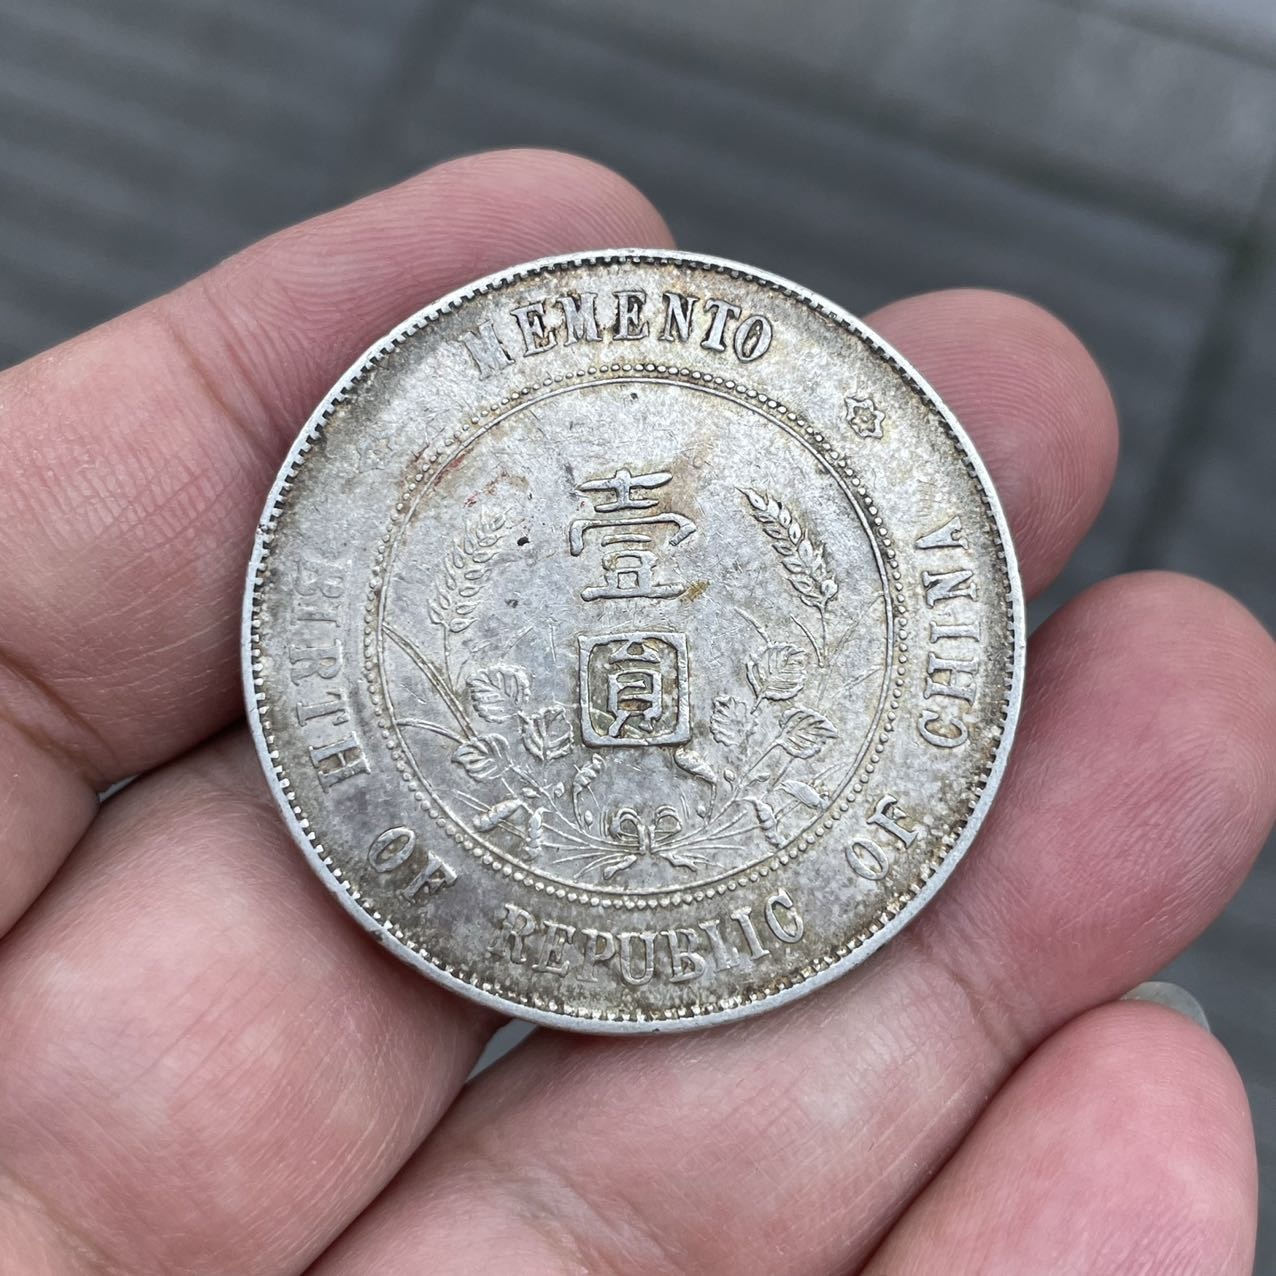 MEMENTO
BIRTH OF REPUBLIC OF CHINA
壹
圓